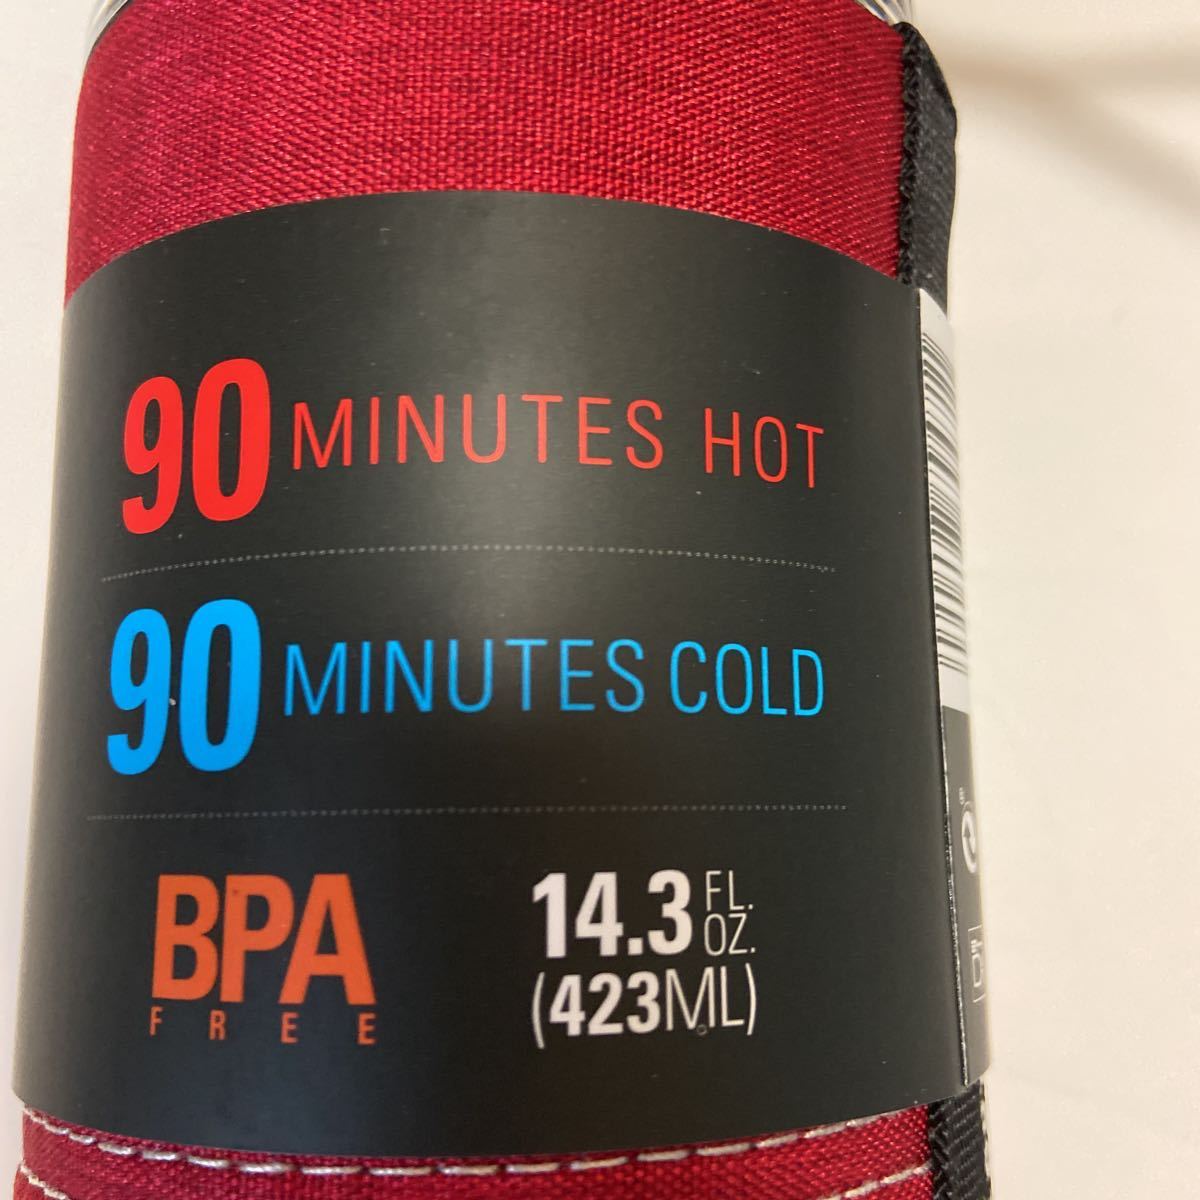 90 MINUTES HOT
90 MINUTES COLD
BPA
FREE
14.3 FL. OZ.
(423ML)